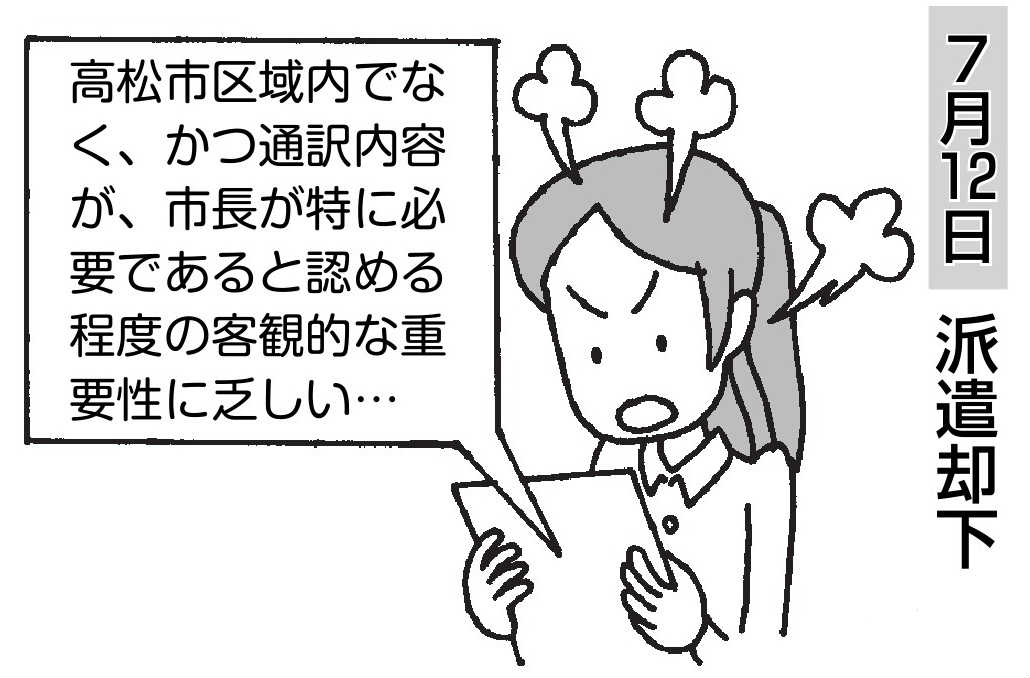 7月12日
派遣却下
高松市区域内でな
く、かつ通訳内容
が、市長が特に必
要であると認める
程度の客観的な重
要性に乏しい…